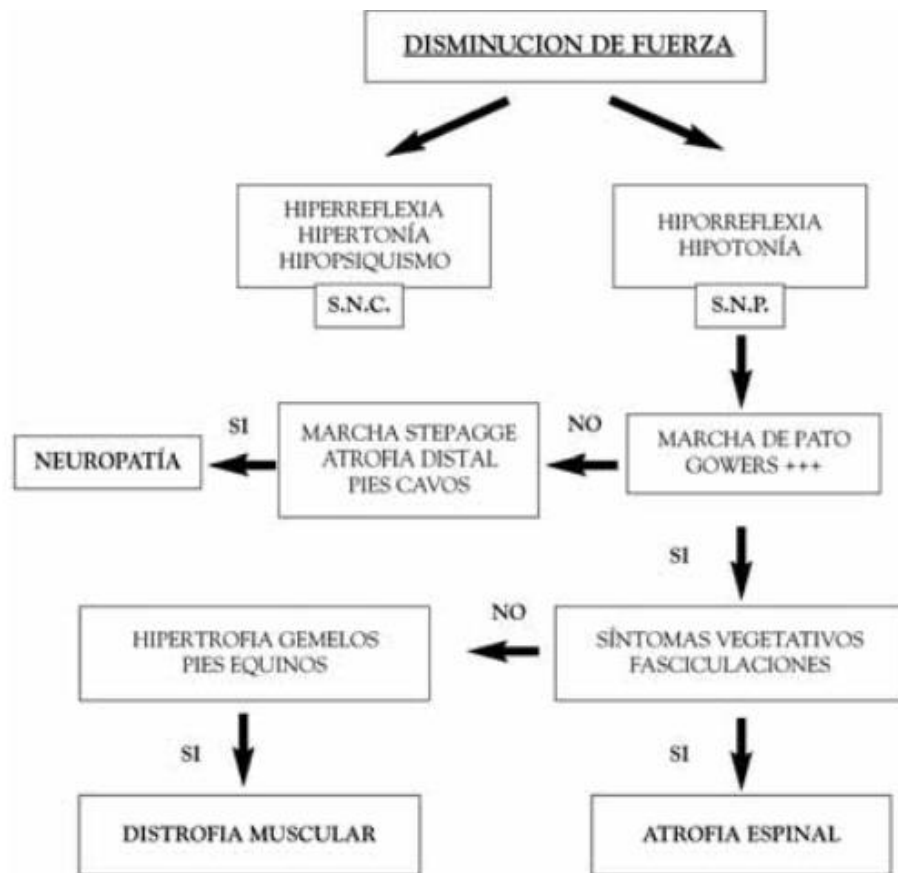 DISMINUCION DE FUERZA
HIPERREFLEXIA
HIPERTONÍA
HIPOPSIQUISMO
S.N.C.
HIPORREFLEXIA
HIPOTONÍA
S.N.P.
MARCHA DE PATO
GOWERS +++
NO
MARCHA STEPAGGE
ATROFIA DISTAL
PIES CAVOS
SI
NEUROPATÍA
SI
SÍNTOMAS VEGETATIVOS
FASCICULACIONES
NO
HIPERTROFIA GEMELOS
PIES EQUINOS
SI
DISTROFIA MUSCULAR
SI
ATROFIA ESPINAL